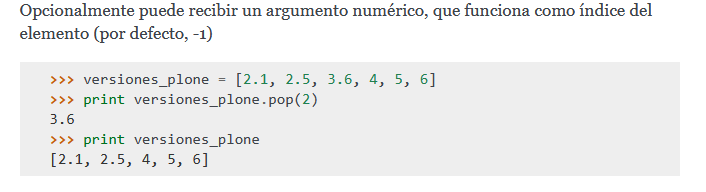 Opcionalmente puede recibir un argumento numérico, que funciona como índice del
elemento (por defecto, -1)
>>> versiones_plone = [2.1, 2.5, 3.6, 4, 5, 6]
>>> print versiones_plone.pop(2)
3.6
>>> print versiones_plone
[2.1, 2.5, 4, 5, 6]